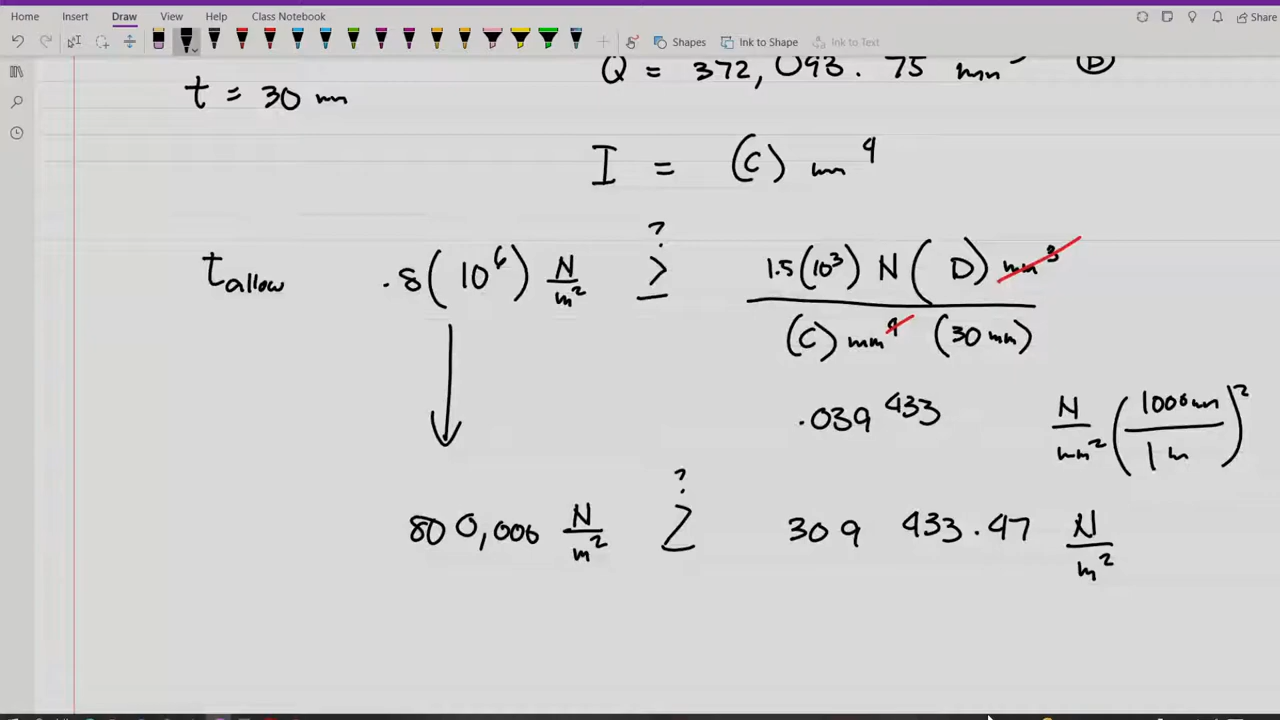 Home Insert Draw View Help Class Notebook
Share
Shapes Ink to Shape Ink to Text
Q = 372,093.75 mm³ (D)
t = 30 mm
I = (C) mm⁴
τallow .8(10⁶) N/m² ≥? 1.5(10³) N (D) mm³ / (C) mm⁴ (30 mm)
.039 433 N/mm² (1000 mm / 1 m)²
800,000 N/m² ≥? 309 433.47 N/m²